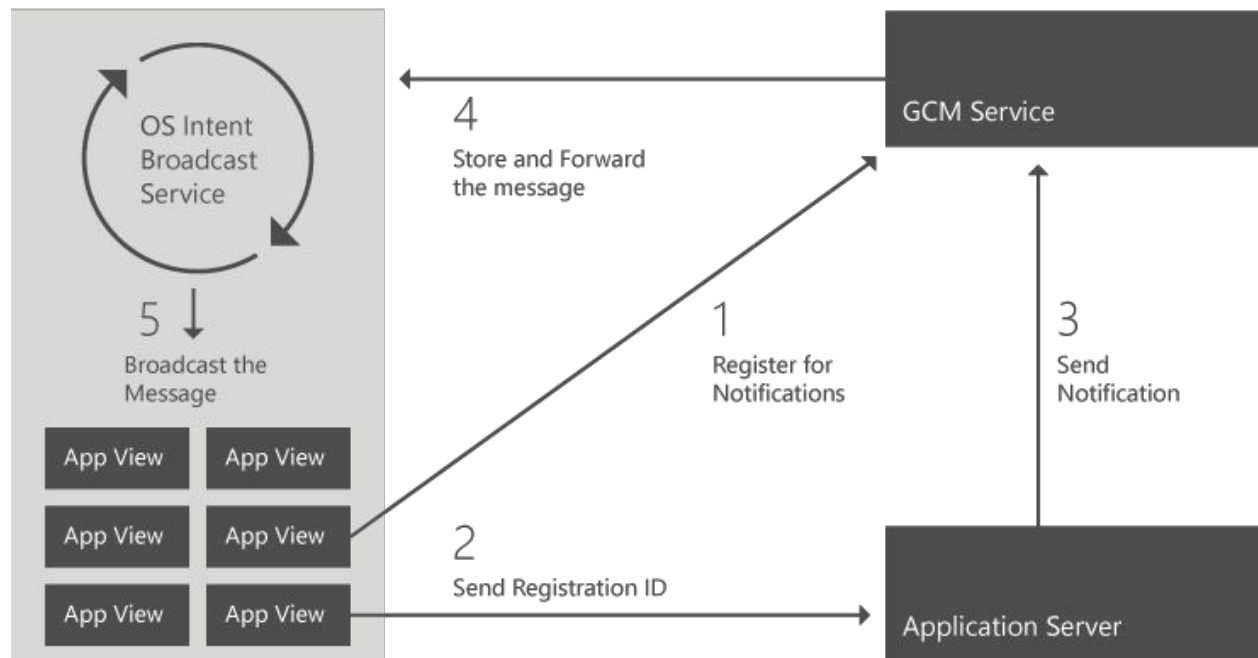 OS Intent
Broadcast
Service
5
Broadcast the
Message
App View
App View
App View
App View
App View
App View
4
Store and Forward
the message
1
Register for
Notifications
2
Send Registration ID
GCM Service
3
Send
Notification
Application Server